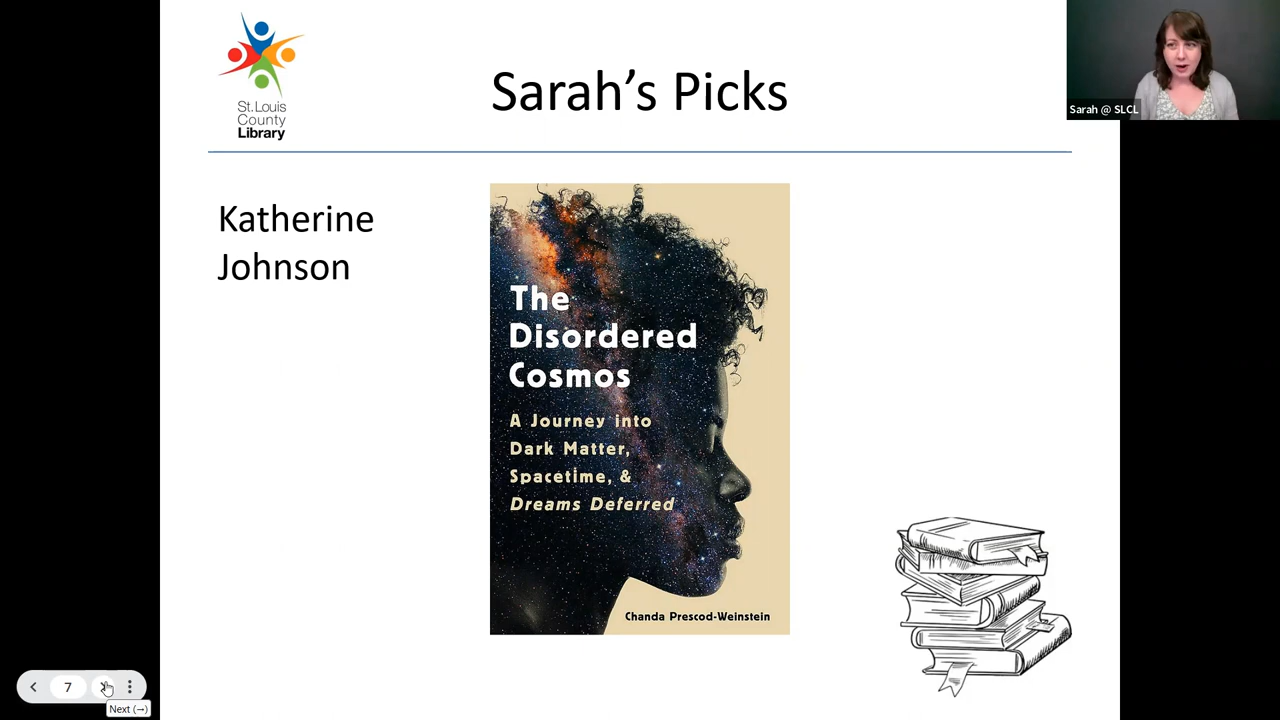 St.Louis
County
Library
Sarah’s Picks
Sarah @ SLCL
Katherine
Johnson
The
Disordered
Cosmos
A Journey into
Dark Matter,
Spacetime, &
Dreams Deferred
Chanda Prescod-Weinstein
7
Next (→)